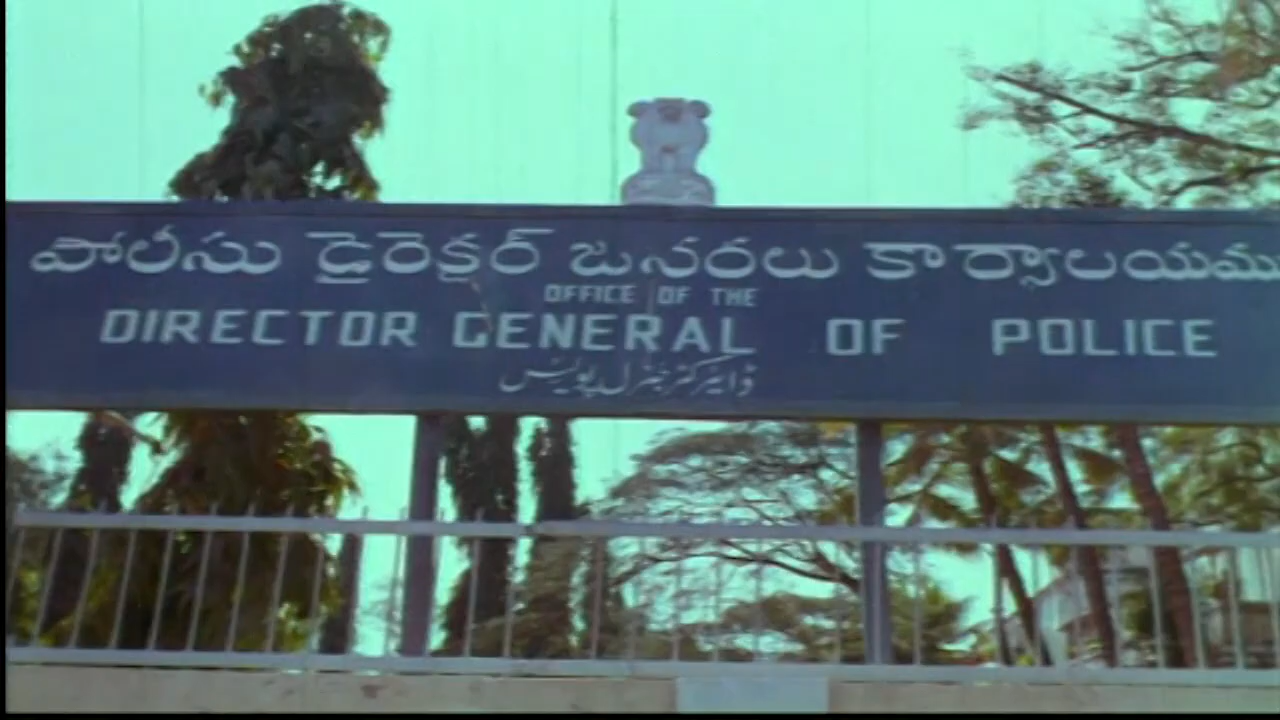 పోలీసు డైరెక్టర్ జనరలు కార్యాలయము
OFFICE OF THE
DIRECTOR GENERAL OF POLICE
ڈائرکٹر جنرل پولیس